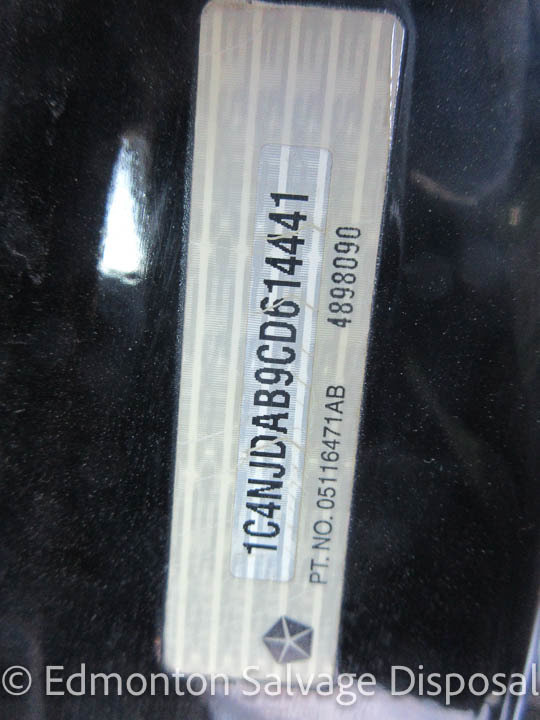 1C4NJDAB9CD614441
PT. NO. 05116471AB 4898090
© Edmonton Salvage Disposal